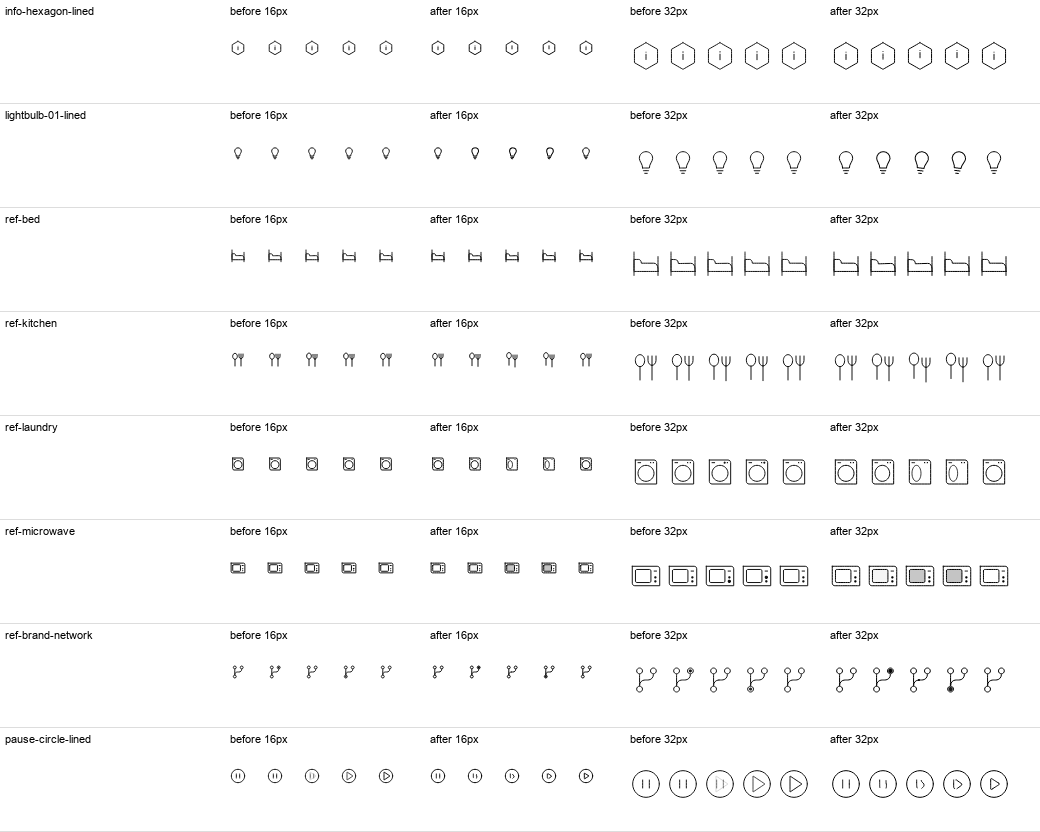 info-hexagon-lined before 16px after 16px before 32px after 32px
lightbulb-01-lined before 16px after 16px before 32px after 32px
ref-bed before 16px after 16px before 32px after 32px
ref-kitchen before 16px after 16px before 32px after 32px
ref-laundry before 16px after 16px before 32px after 32px
ref-microwave before 16px after 16px before 32px after 32px
ref-brand-network before 16px after 16px before 32px after 32px
pause-circle-lined before 16px after 16px before 32px after 32px